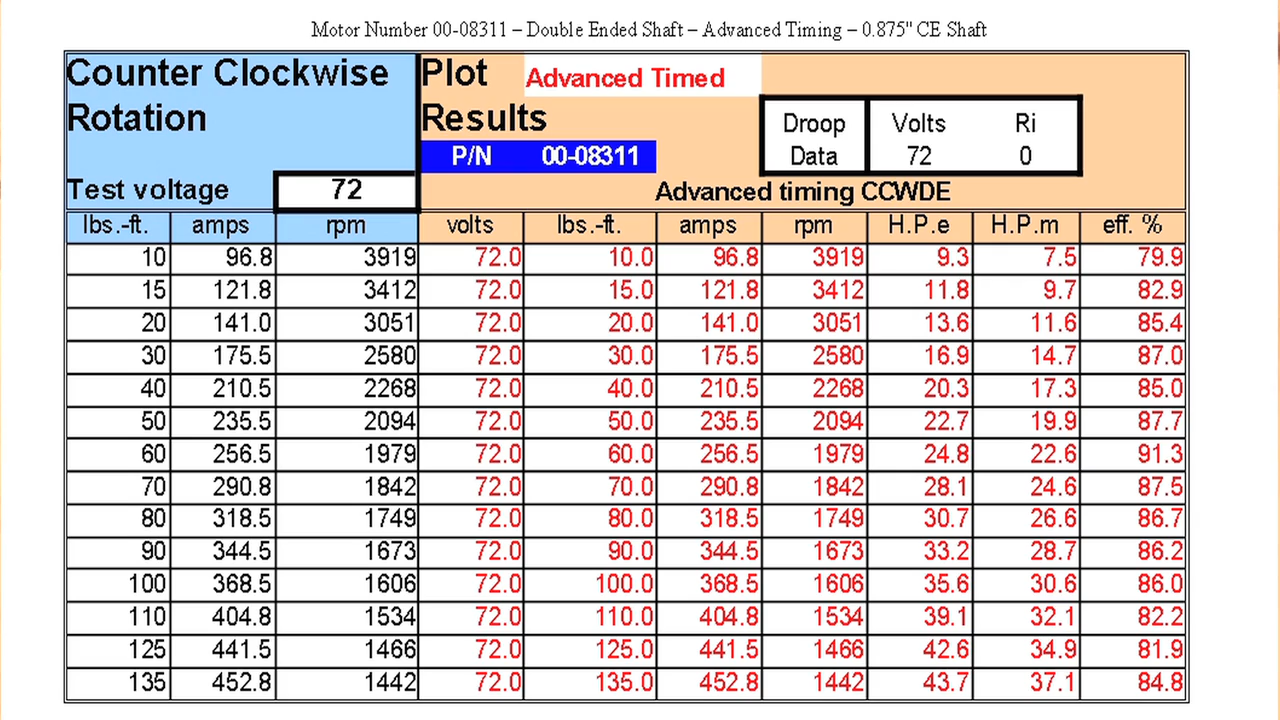 Motor Number 00-08311 – Double Ended Shaft – Advanced Timing – 0.875" CE Shaft
Counter Clockwise Rotation
Plot Results
Advanced Timed
P/N 00-08311
Droop Data Volts Ri
72 0
Test voltage 72
Advanced timing CCWDE
lbs.-ft. amps rpm volts lbs.-ft. amps rpm H.P.e H.P.m eff. %
10 96.8 3919 72.0 10.0 96.8 3919 9.3 7.5 79.9
15 121.8 3412 72.0 15.0 121.8 3412 11.8 9.7 82.9
20 141.0 3051 72.0 20.0 141.0 3051 13.6 11.6 85.4
30 175.5 2580 72.0 30.0 175.5 2580 16.9 14.7 87.0
40 210.5 2268 72.0 40.0 210.5 2268 20.3 17.3 85.0
50 235.5 2094 72.0 50.0 235.5 2094 22.7 19.9 87.7
60 256.5 1979 72.0 60.0 256.5 1979 24.8 22.6 91.3
70 290.8 1842 72.0 70.0 290.8 1842 28.1 24.6 87.5
80 318.5 1749 72.0 80.0 318.5 1749 30.7 26.6 86.7
90 344.5 1673 72.0 90.0 344.5 1673 33.2 28.7 86.2
100 368.5 1606 72.0 100.0 368.5 1606 35.6 30.6 86.0
110 404.8 1534 72.0 110.0 404.8 1534 39.1 32.1 82.2
125 441.5 1466 72.0 125.0 441.5 1466 42.6 34.9 81.9
135 452.8 1442 72.0 135.0 452.8 1442 43.7 37.1 84.8